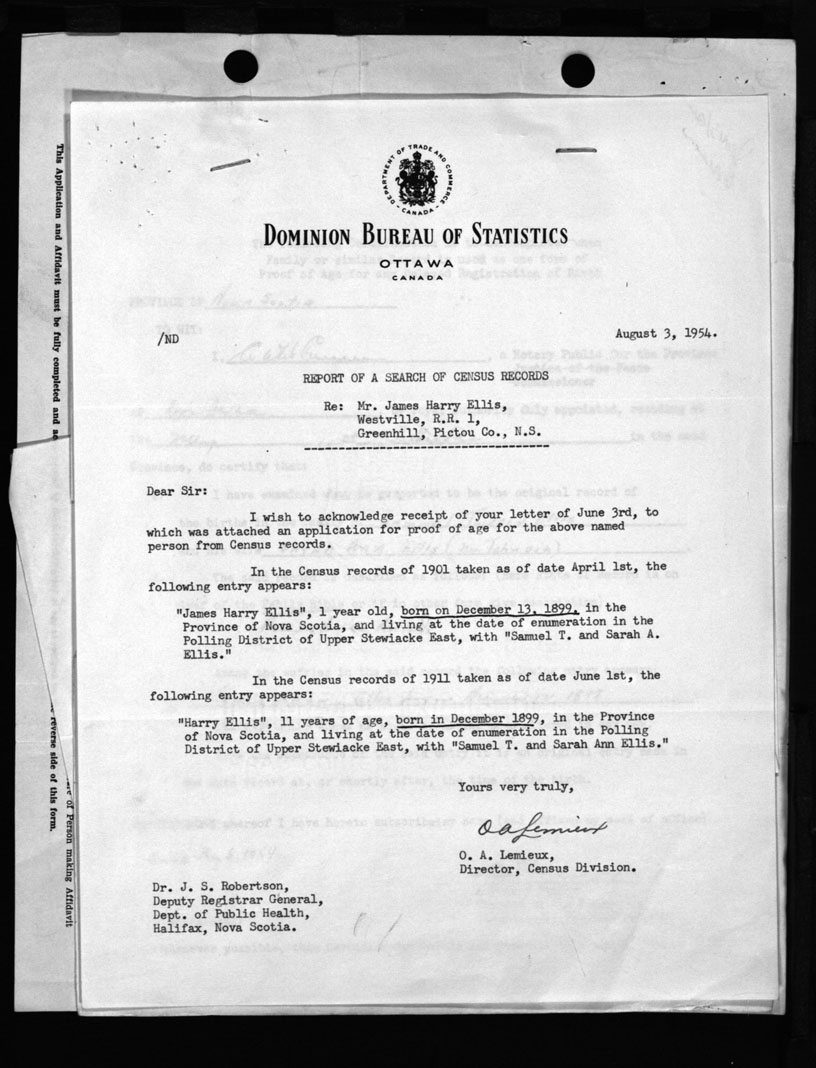 DEPARTMENT OF TRADE AND COMMERCE
CANADA
DOMINION BUREAU OF STATISTICS
OTTAWA
CANADA
/ND
August 3, 1954.
REPORT OF A SEARCH OF CENSUS RECORDS
Re: Mr. James Harry Ellis,
Westville, R.R. 1,
Greenhill, Pictou Co., N.S.
Dear Sir:
I wish to acknowledge receipt of your letter of June 3rd, to
which was attached an application for proof of age for the above named
person from Census records.
In the Census records of 1901 taken as of date April 1st, the
following entry appears:
"James Harry Ellis", 1 year old, born on December 13, 1899, in the
Province of Nova Scotia, and living at the date of enumeration in the
Polling District of Upper Stewiacke East, with "Samuel T. and Sarah A.
Ellis."
In the Census records of 1911 taken as of date June 1st, the
following entry appears:
"Harry Ellis", 11 years of age, born in December 1899, in the Province
of Nova Scotia, and living at the date of enumeration in the Polling
District of Upper Stewiacke East, with "Samuel T. and Sarah Ann Ellis."
Yours very truly,
O A Lemieux
O. A. Lemieux,
Director, Census Division.
Dr. J. S. Robertson,
Deputy Registrar General,
Dept. of Public Health,
Halifax, Nova Scotia.
This Application and Affidavit must be fully completed and
reverse side of this form.
of Person making Affidavit